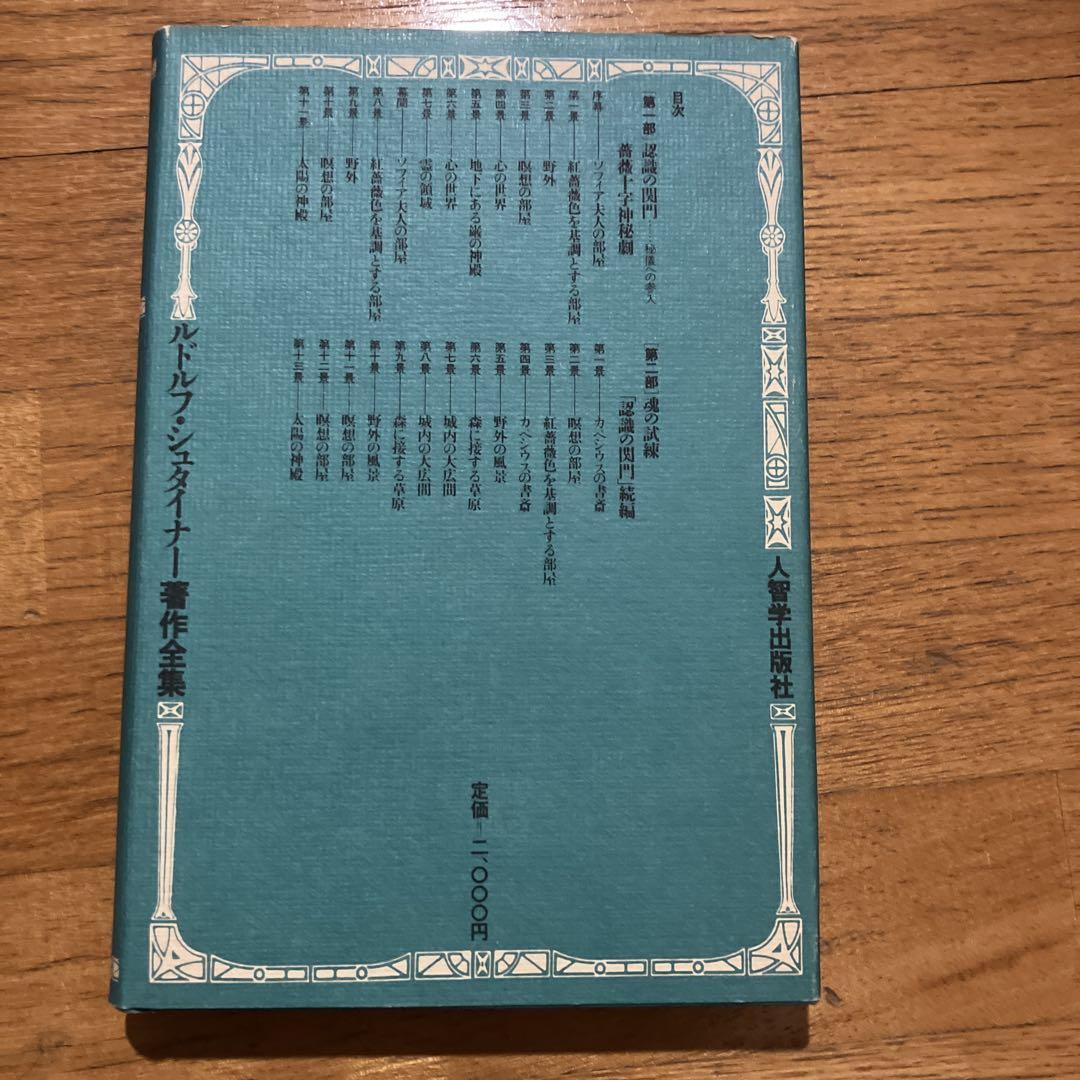 目次
第一部 認識の関門……秘儀への参入
薔薇十字神秘劇
序幕――ソフィア夫人の部屋
第一景――紅薔薇色を基調とする部屋
第二景――野外
第三景――瞑想の部屋
第四景――心の世界
第五景――地下にある巌の神殿
第六景――心の世界
第七景――霊の領域
幕間――ソフィア夫人の部屋
第八景――紅薔薇色を基調とする部屋
第九景――野外
第十景――瞑想の部屋
第十一景――太陽の神殿
[第二部]魂の試練
「認識の関門」続編
第一景――カペシウスの書斎
第二景――瞑想の部屋
第三景――紅薔薇色を基調とする部屋
第四景――カペシウスの書斎
第五景――野外の風景
第六景――森に接する草原
第七景――城内の大広間
第八景――城内の大広間
第九景――森に接する草原
第十景――野外の風景
第十一景――瞑想の部屋
第十二景――瞑想の部屋
第十三景――太陽の神殿
人智学出版社
定価=二、〇〇〇円
ルドルフ・シュタイナー著作全集